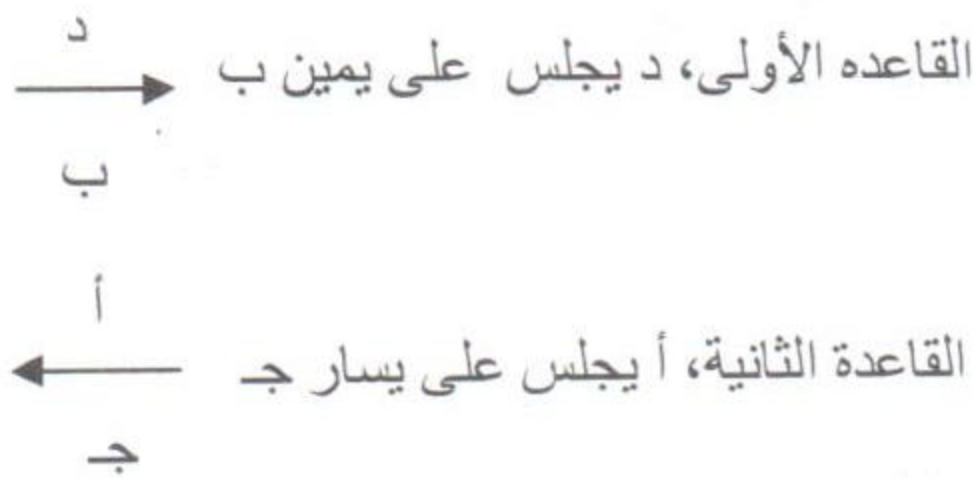 القاعده الأولى، د يجلس على يمين ب
د
ب
القاعدة الثانية، أ يجلس على يسار جـ
أ
جـ